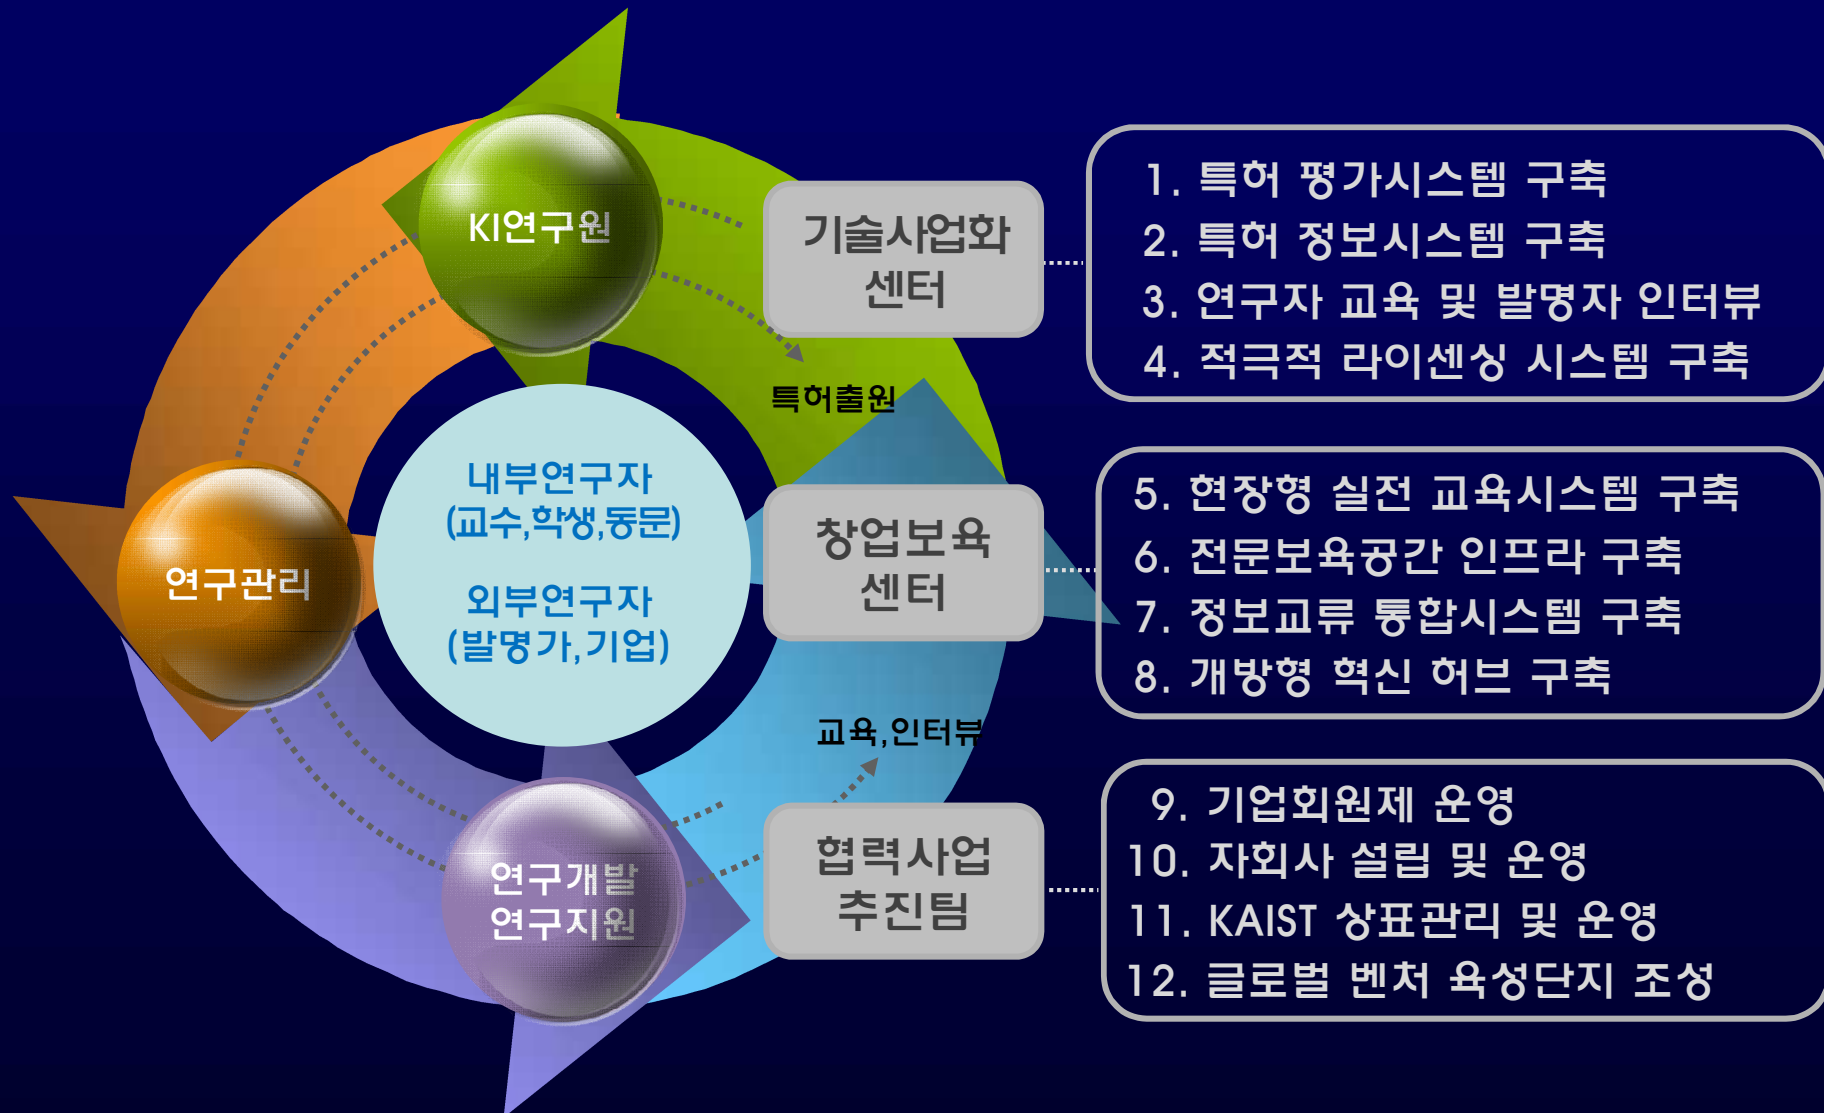 KI연구원
연구관리
연구개발
연구지원
내부연구자
(교수,학생,동문)
외부연구자
(발명가,기업)
특허출원
교육,인터뷰
기술사업화
센터
1. 특허 평가시스템 구축
2. 특허 정보시스템 구축
3. 연구자 교육 및 발명자 인터뷰
4. 적극적 라이센싱 시스템 구축
창업보육
센터
5. 현장형 실전 교육시스템 구축
6. 전문보육공간 인프라 구축
7. 정보교류 통합시스템 구축
8. 개방형 혁신 허브 구축
협력사업
추진팀
9. 기업회원제 운영
10. 자회사 설립 및 운영
11. KAIST 상표관리 및 운영
12. 글로벌 벤처 육성단지 조성